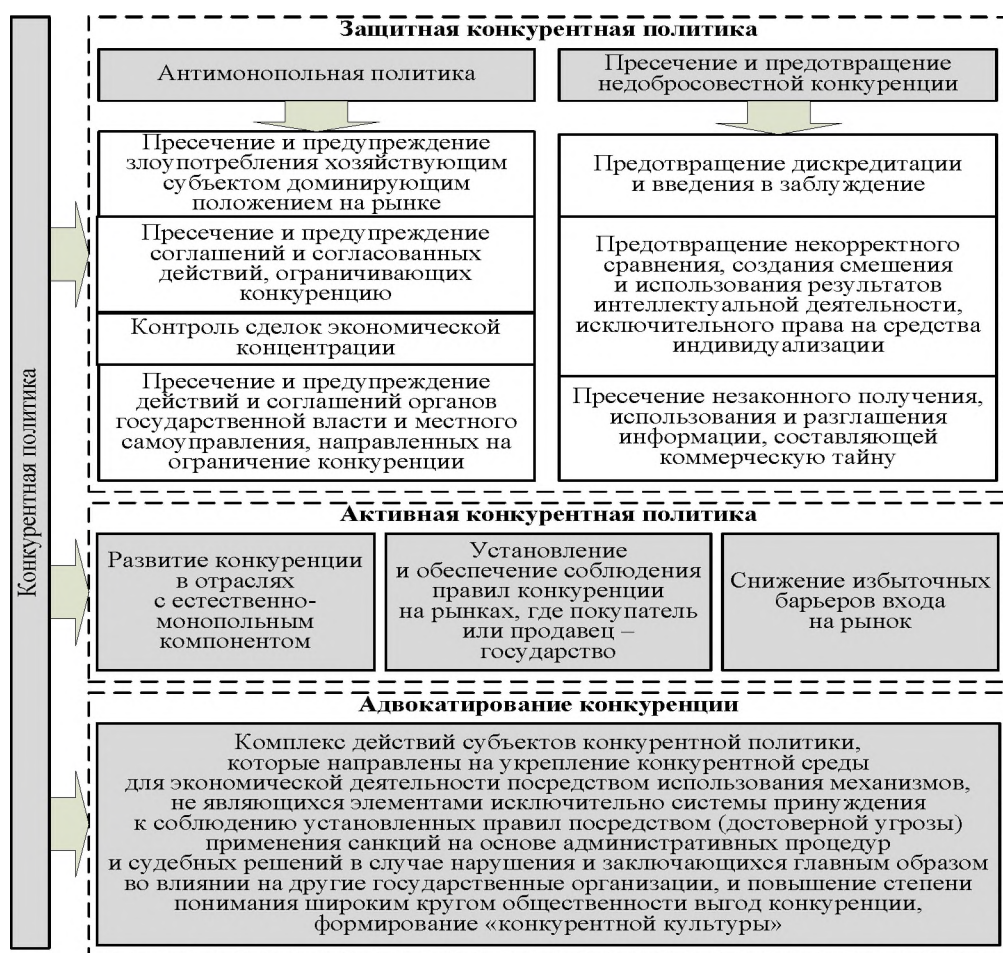 Конкурентная политика
Защитная конкурентная политика
Антимонопольная политика
Пресечение и предупреждение
злоупотребления хозяйствующим
субъектом доминирующим
положением на рынке
Пресечение и предупреждение
соглашений и согласованных
действий, ограничивающих
конкуренцию
Контроль сделок экономической
концентрации
Пресечение и предупреждение
действий и соглашений органов
государственной власти и местного
самоуправления, направленных на
ограничение конкуренции
Пресечение и предотвращение
недобросовестной конкуренции
Предотвращение дискредитации
и введения в заблуждение
Предотвращение некорректного
сравнения, создания смешения
и использования результатов
интеллектуальной деятельности,
исключительного права на средства
индивидуализации
Пресечение незаконного получения,
использования и разглашения
информации, составляющей
коммерческую тайну
Активная конкурентная политика
Развитие конкуренции
в отраслях
с естественно-
монопольным
компонентом
Установление
и обеспечение соблюдения
правил конкуренции
на рынках, где покупатель
или продавец –
государство
Снижение избыточных
барьеров входа
на рынок
Адвокатирование конкуренции
Комплекс действий субъектов конкурентной политики,
которые направлены на укрепление конкурентной среды
для экономической деятельности посредством использования механизмов,
не являющихся элементами исключительно системы принуждения
к соблюдению установленных правил посредством (достоверной угрозы)
применения санкций на основе административных процедур
и судебных решений в случае нарушения и заключающихся главным образом
во влиянии на другие государственные организации, и повышение степени
понимания широким кругом общественности выгод конкуренции,
формирование «конкурентной культуры»